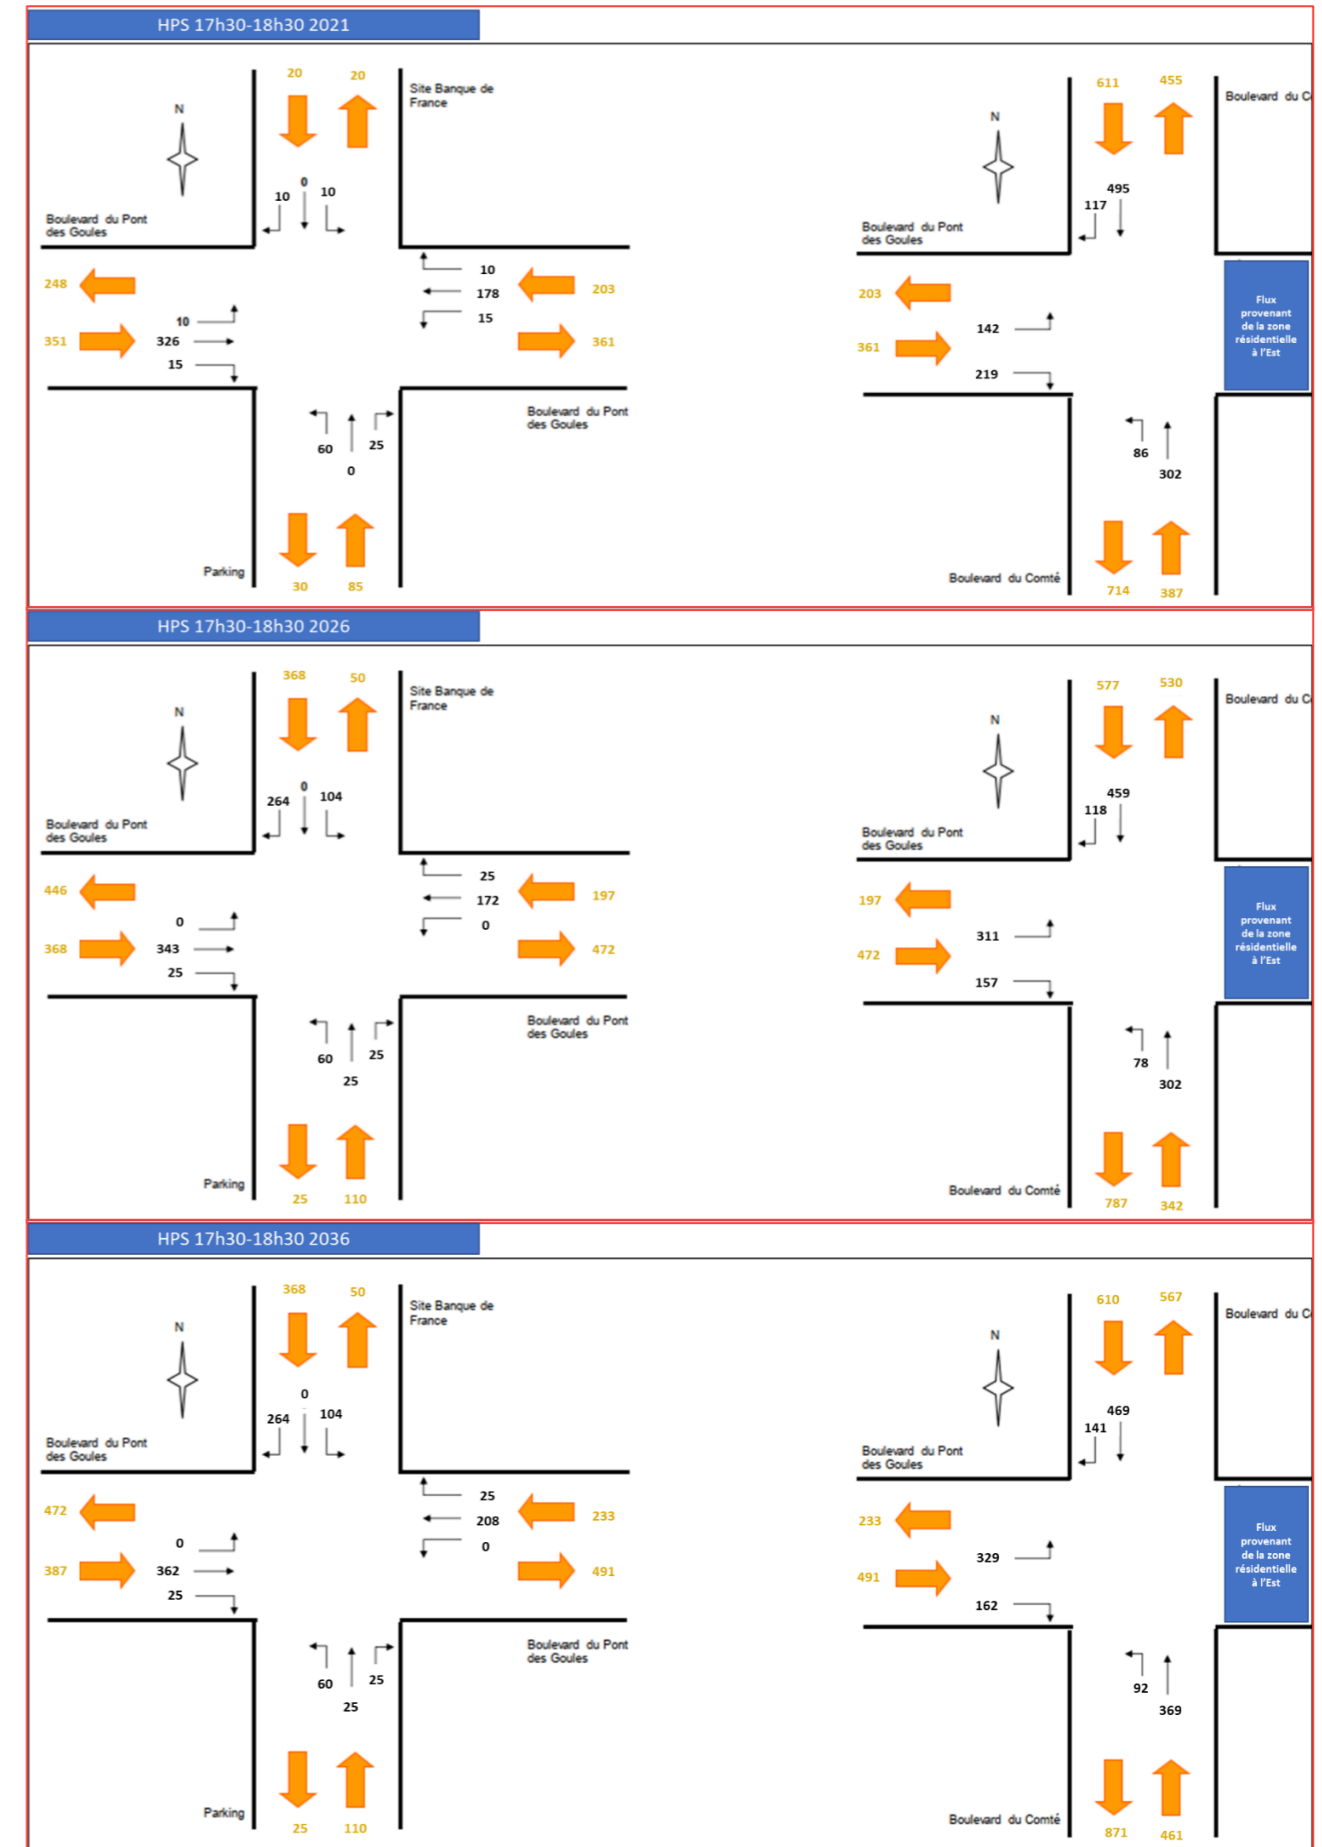 HPS 17h30-18h30 2021
20
20
Site Banque de
France
N
10
0
10
Boulevard du Pont
des Goules
248
351
10
326
15
10
178
15
203
361
60
0
25
Boulevard du Pont
des Goules
Parking
30
85
611
455
Boulevard du C
N
117
495
Boulevard du Pont
des Goules
203
361
142
219
Flux
provenant
de la zone
résidentielle
à l'Est
86
302
Boulevard du Comté
714
387
HPS 17h30-18h30 2026
368
50
Site Banque de
France
N
264
0
104
Boulevard du Pont
des Goules
446
368
0
343
25
25
172
0
197
472
60
25
25
Boulevard du Pont
des Goules
Parking
25
110
577
530
Boulevard du C
N
118
459
Boulevard du Pont
des Goules
197
472
311
157
Flux
provenant
de la zone
résidentielle
à l'Est
78
302
Boulevard du Comté
787
342
HPS 17h30-18h30 2036
368
50
Site Banque de
France
N
264
0
104
Boulevard du Pont
des Goules
472
387
0
362
25
25
208
0
233
491
60
25
25
Boulevard du Pont
des Goules
Parking
25
110
610
567
Boulevard du C
N
141
469
Boulevard du Pont
des Goules
233
491
329
162
Flux
provenant
de la zone
résidentielle
à l'Est
92
369
Boulevard du Comté
871
461